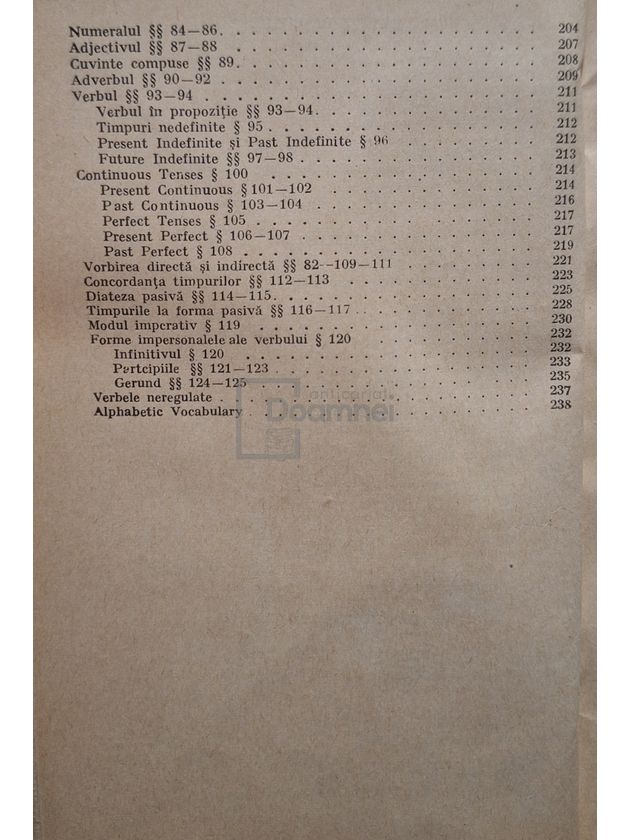 Numeralul §§ 84—86. . . . . . . . . . . . . . . . . . . . . 204
Adjectivul §§ 87—88 . . . . . . . . . . . . . . . . . . . . 207
Cuvinte compuse §§ 89. . . . . . . . . . . . . . . . . . . . 208
Adverbul §§ 90—92 . . . . . . . . . . . . . . . . . . . . 209
Verbul §§ 93—94 . . . . . . . . . . . . . . . . . . . . . 211
Verbul în propoziție §§ 93—94. . . . . . . . . . . . . . . 211
Timpuri nedefinite § 95 . . . . . . . . . . . . . . . . . . 212
Present Indefinite și Past Indefinite § 96 . . . . . . . . . 212
Future Indefinite §§ 97—98 . . . . . . . . . . . . . . . . 213
Continuous Tenses § 100 . . . . . . . . . . . . . . . . . . 214
Present Continuous § 101—102 . . . . . . . . . . . . . . . 214
Past Continuous § 103—104 . . . . . . . . . . . . . . . . 216
Perfect Tenses § 105 . . . . . . . . . . . . . . . . . . . 217
Present Perfect § 106—107 . . . . . . . . . . . . . . . . 217
Past Perfect § 108 . . . . . . . . . . . . . . . . . . . . 219
Vorbirea directă și indirectă §§ 82—109—111 . . . . . . . . . 221
Concordanța timpurilor §§ 112—113 . . . . . . . . . . . . . 223
Diateza pasivă §§ 114—115. . . . . . . . . . . . . . . . . 225
Timpurile la forma pasivă §§ 116—117 . . . . . . . . . . . . 228
Modul imperativ § 119 . . . . . . . . . . . . . . . . . . 230
Forme impersonale ale verbului § 120 . . . . . . . . . . . . 232
Infinitivul § 120 . . . . . . . . . . . . . . . . . . . . 232
Partcipiile §§ 121—123 . . . . . . . . . . . . . . . . . . 233
Gerund §§ 124—125 . . . . . . . . . . . . . . . . . . . . 235
Verbele neregulate . . . . . . . . . . . . . . . . . . . . 237
Alphabetic Vocabulary . . . . . . . . . . . . . . . . . . . 238
anticariat
Doamnei